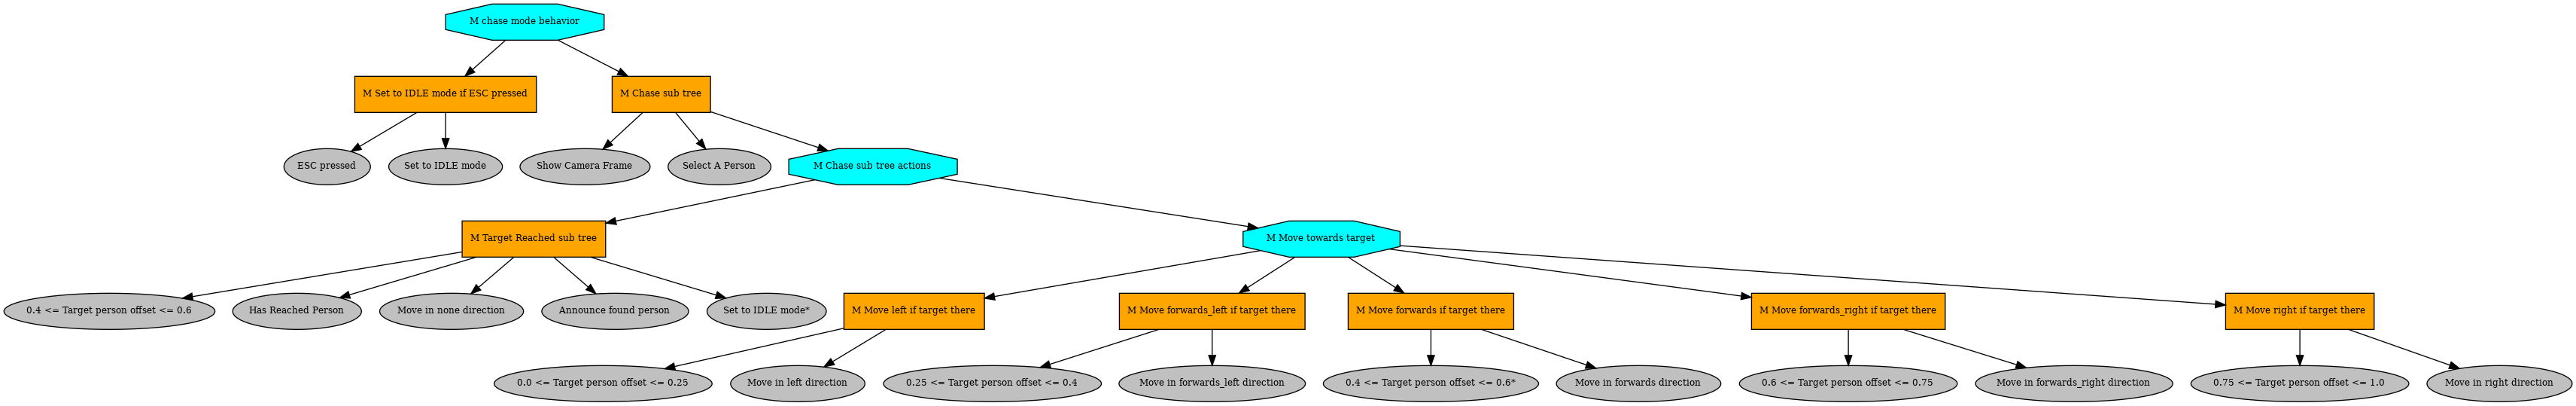 M chase mode behavior
M Set to IDLE mode if ESC pressed
M Chase sub tree
ESC pressed
Set to IDLE mode
Show Camera Frame
Select A Person
M Chase sub tree actions
M Target Reached sub tree
M Move towards target
0.4 <= Target person offset <= 0.6
Has Reached Person
Move in none direction
Announce found person
Set to IDLE mode*
M Move left if target there
M Move forwards_left if target there
M Move forwards if target there
M Move forwards_right if target there
M Move right if target there
0.0 <= Target person offset <= 0.25
Move in left direction
0.25 <= Target person offset <= 0.4
Move in forwards_left direction
0.4 <= Target person offset <= 0.6*
Move in forwards direction
0.6 <= Target person offset <= 0.75
Move in forwards_right direction
0.75 <= Target person offset <= 1.0
Move in right direction